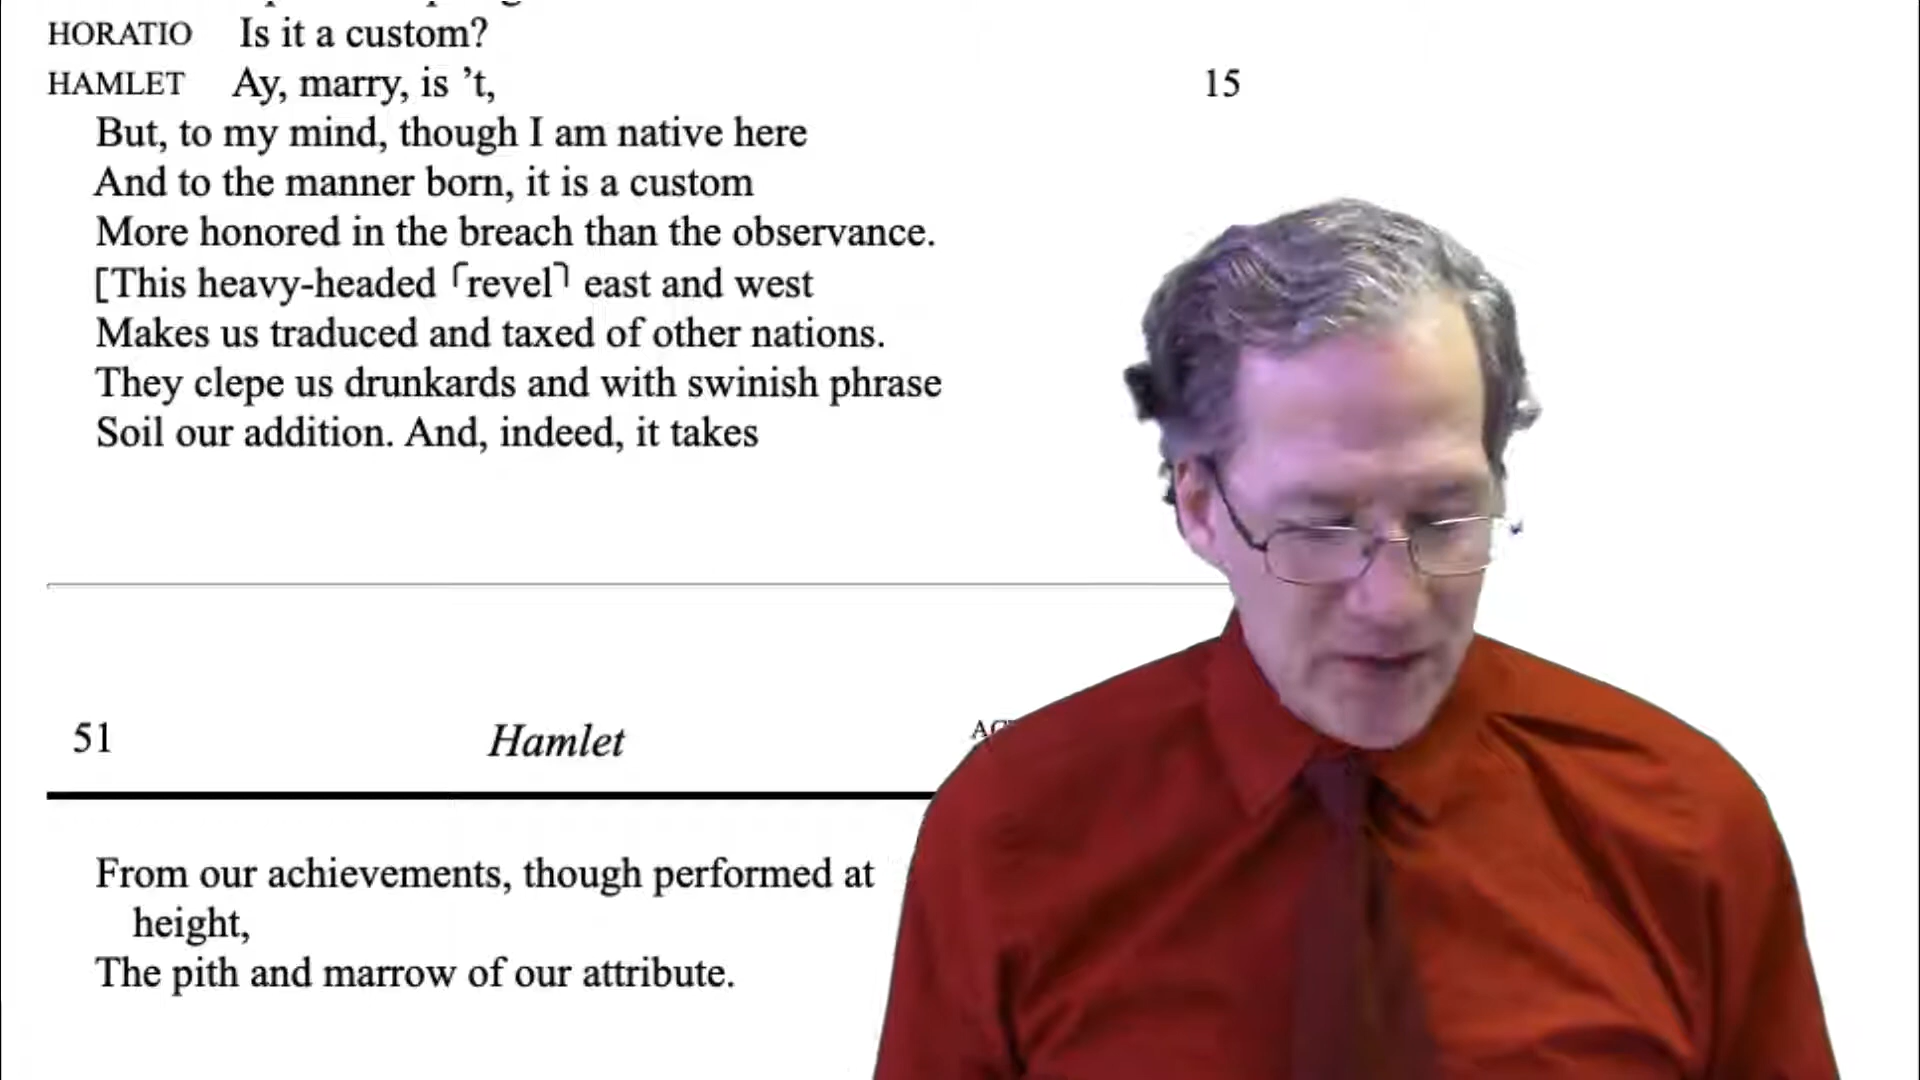 HORATIO Is it a custom?
HAMLET Ay, marry, is ’t, 15
But, to my mind, though I am native here
And to the manner born, it is a custom
More honored in the breach than the observance.
[This heavy-headed ⌜revel⌝ east and west
Makes us traduced and taxed of other nations.
They clepe us drunkards and with swinish phrase
Soil our addition. And, indeed, it takes
51 Hamlet
From our achievements, though performed at
height,
The pith and marrow of our attribute.